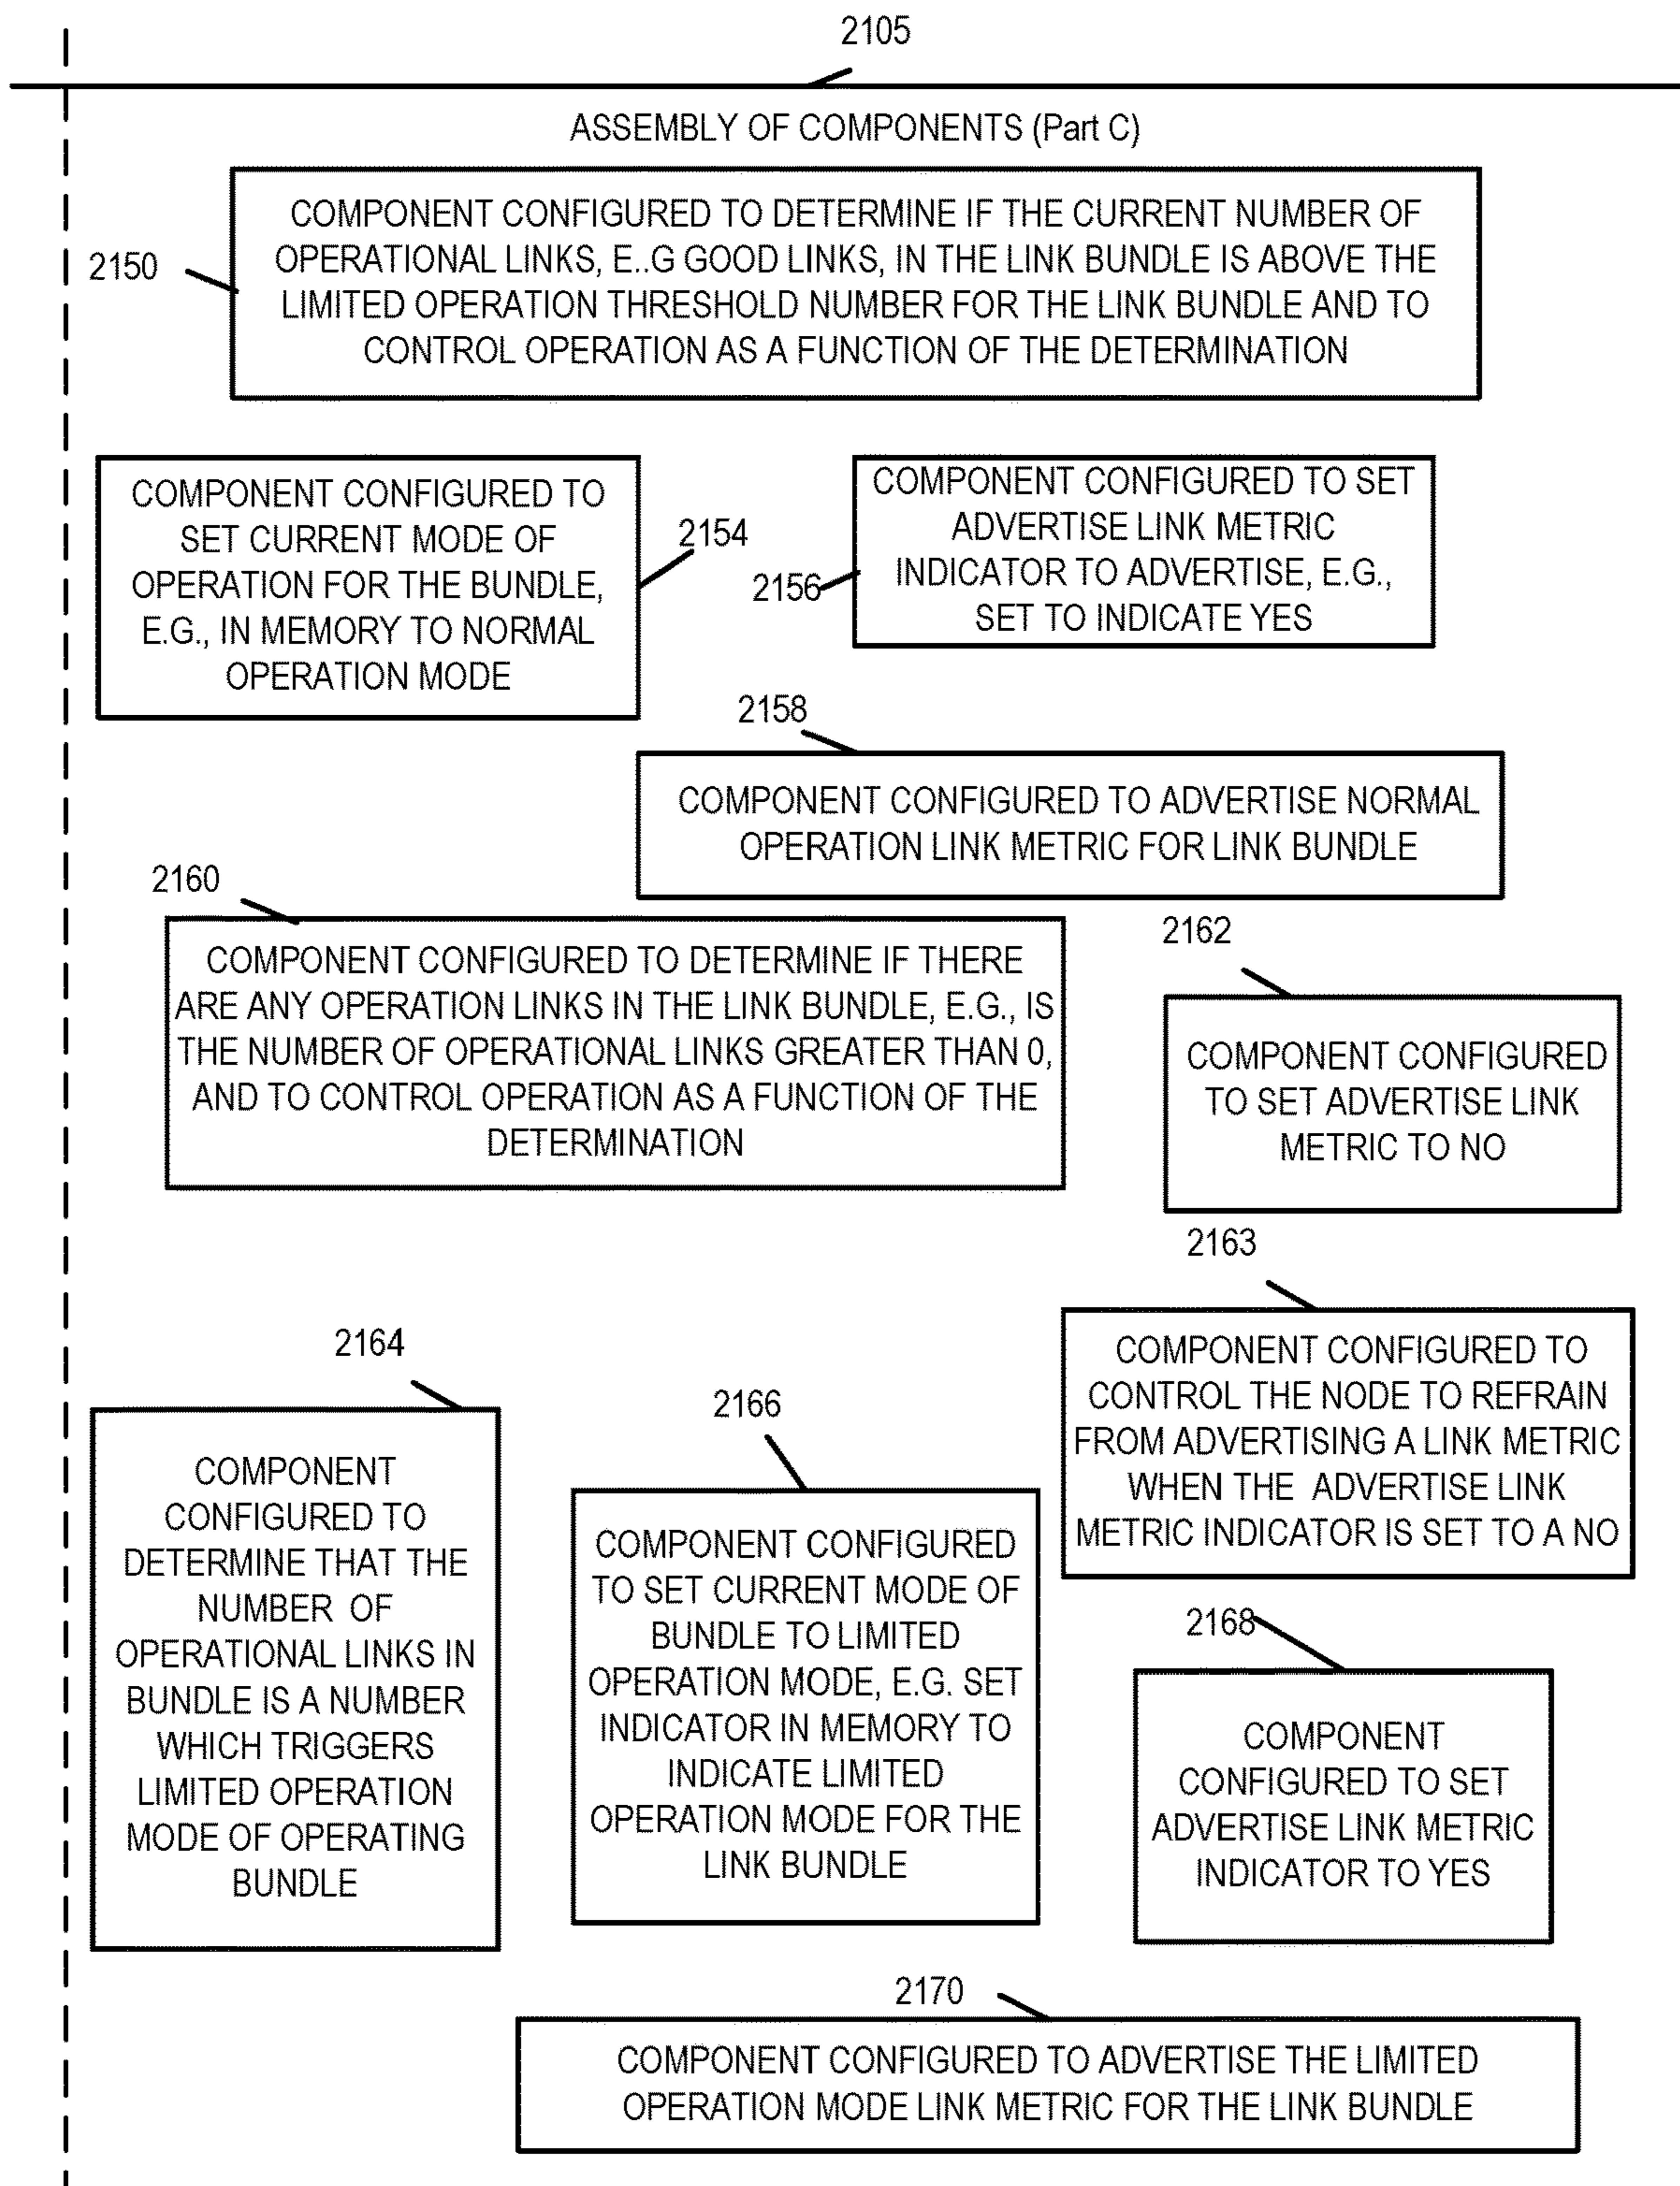 2105
ASSEMBLY OF COMPONENTS (Part C)
2150
COMPONENT CONFIGURED TO DETERMINE IF THE CURRENT NUMBER OF
OPERATIONAL LINKS, E..G GOOD LINKS, IN THE LINK BUNDLE IS ABOVE THE
LIMITED OPERATION THRESHOLD NUMBER FOR THE LINK BUNDLE AND TO
CONTROL OPERATION AS A FUNCTION OF THE DETERMINATION
COMPONENT CONFIGURED TO
SET CURRENT MODE OF
OPERATION FOR THE BUNDLE,
E.G., IN MEMORY TO NORMAL
OPERATION MODE
2154
2156
COMPONENT CONFIGURED TO SET
ADVERTISE LINK METRIC
INDICATOR TO ADVERTISE, E.G.,
SET TO INDICATE YES
2158
COMPONENT CONFIGURED TO ADVERTISE NORMAL
OPERATION LINK METRIC FOR LINK BUNDLE
2160
COMPONENT CONFIGURED TO DETERMINE IF THERE
ARE ANY OPERATION LINKS IN THE LINK BUNDLE, E.G., IS
THE NUMBER OF OPERATIONAL LINKS GREATER THAN 0,
AND TO CONTROL OPERATION AS A FUNCTION OF THE
DETERMINATION
2162
COMPONENT CONFIGURED
TO SET ADVERTISE LINK
METRIC TO NO
2163
COMPONENT CONFIGURED TO
CONTROL THE NODE TO REFRAIN
FROM ADVERTISING A LINK METRIC
WHEN THE ADVERTISE LINK
METRIC INDICATOR IS SET TO A NO
2164
COMPONENT
CONFIGURED TO
DETERMINE THAT THE
NUMBER OF
OPERATIONAL LINKS IN
BUNDLE IS A NUMBER
WHICH TRIGGERS
LIMITED OPERATION
MODE OF OPERATING
BUNDLE
2166
COMPONENT CONFIGURED
TO SET CURRENT MODE OF
BUNDLE TO LIMITED
OPERATION MODE, E.G. SET
INDICATOR IN MEMORY TO
INDICATE LIMITED
OPERATION MODE FOR THE
LINK BUNDLE
2168
COMPONENT
CONFIGURED TO SET
ADVERTISE LINK METRIC
INDICATOR TO YES
2170
COMPONENT CONFIGURED TO ADVERTISE THE LIMITED
OPERATION MODE LINK METRIC FOR THE LINK BUNDLE